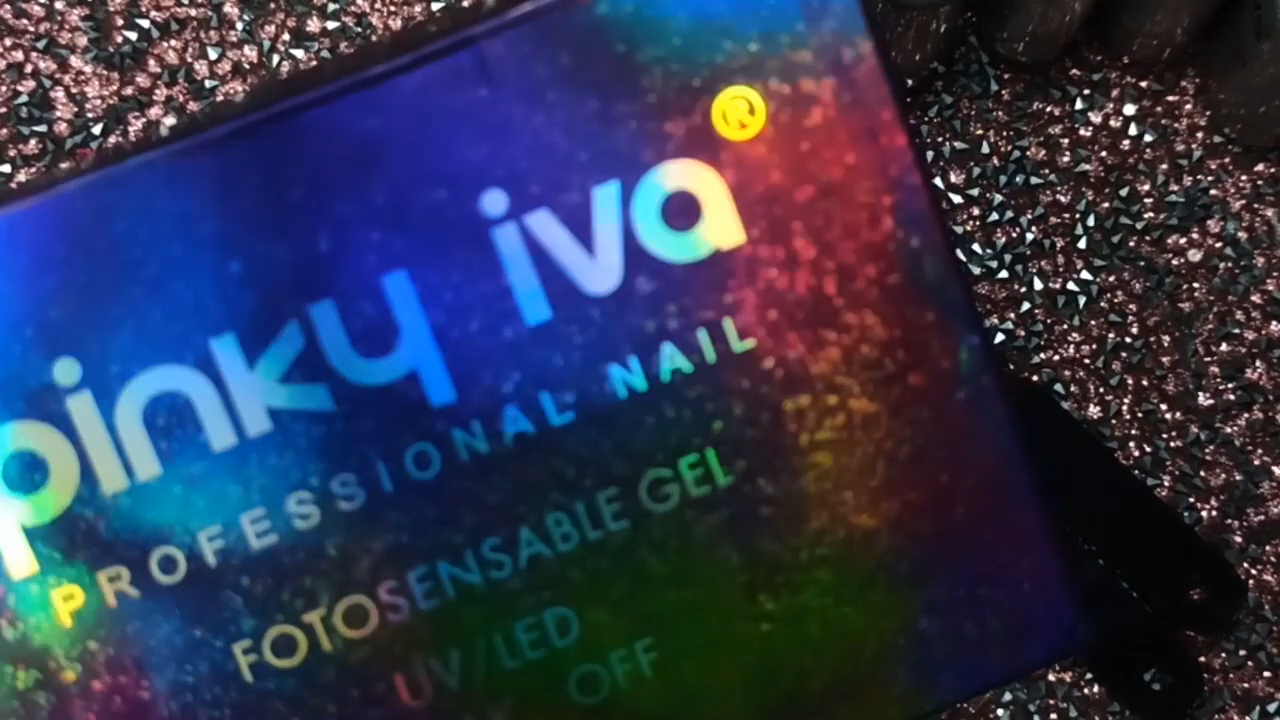 pinky iva®
PROFESSIONAL NAIL
FOTOSENSABLE GEL
UV/LED
OFF